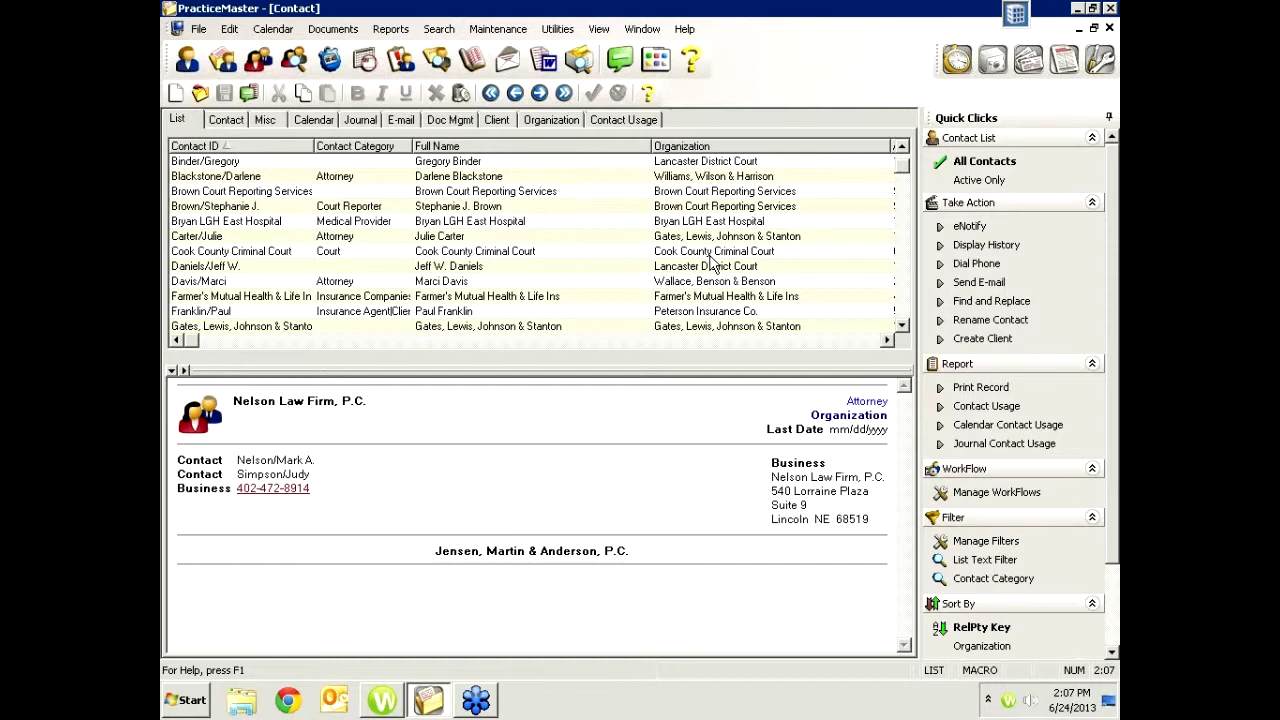 PracticeMaster - [Contact]
File Edit Calendar Documents Reports Search Maintenance Utilities View Window Help
List Contact Misc Calendar Journal E-mail Doc Mgmt Client Organization Contact Usage
Contact ID Contact Category Full Name Organization
Binder/Gregory Gregory Binder Lancaster District Court
Blackstone/Darlene Attorney Darlene Blackstone Williams, Wilson & Harrison
Brown Court Reporting Services Brown Court Reporting Services Brown Court Reporting Services
Brown/Stephanie J. Court Reporter Stephanie J. Brown Brown Court Reporting Services
Bryan LGH East Hospital Medical Provider Bryan LGH East Hospital Bryan LGH East Hospital
Carter/Julie Attorney Julie Carter Gates, Lewis, Johnson & Stanton
Cook County Criminal Court Court Cook County Criminal Court Cook County Criminal Court
Daniels/Jeff W. Jeff W. Daniels Lancaster District Court
Davis/Marci Attorney Marci Davis Wallace, Benson & Benson
Farmer's Mutual Health & Life In Insurance Companies Farmer's Mutual Health & Life Ins Farmer's Mutual Health & Life Ins
Franklin/Paul Insurance Agent|Clier Paul Franklin Peterson Insurance Co.
Gates, Lewis, Johnson & Stanto Gates, Lewis, Johnson & Stanton Gates, Lewis, Johnson & Stanton
Nelson Law Firm, P.C. Attorney
Organization
Last Date mm/dd/yyyy
Contact Nelson/Mark A.
Contact Simpson/Judy
Business 402-472-8914
Business
Nelson Law Firm, P.C.
540 Lorraine Plaza
Suite 9
Lincoln NE 68519
Jensen, Martin & Anderson, P.C.
Quick Clicks
Contact List
All Contacts
Active Only
Take Action
eNotify
Display History
Dial Phone
Send E-mail
Find and Replace
Rename Contact
Create Client
Report
Print Record
Contact Usage
Calendar Contact Usage
Journal Contact Usage
WorkFlow
Manage WorkFlows
Filter
Manage Filters
List Text Filter
Contact Category
Sort By
RelPty Key
Organization
For Help, press F1 LIST MACRO NUM 2:07
Start
2:07 PM
6/24/2013